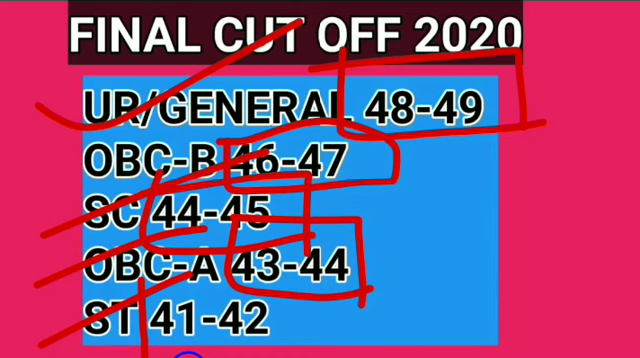 FINAL CUT OFF 2020
UR/GENERAL 48-49
OBC-B 46-47
SC 44-45
OBC-A 43-44
ST 41-42